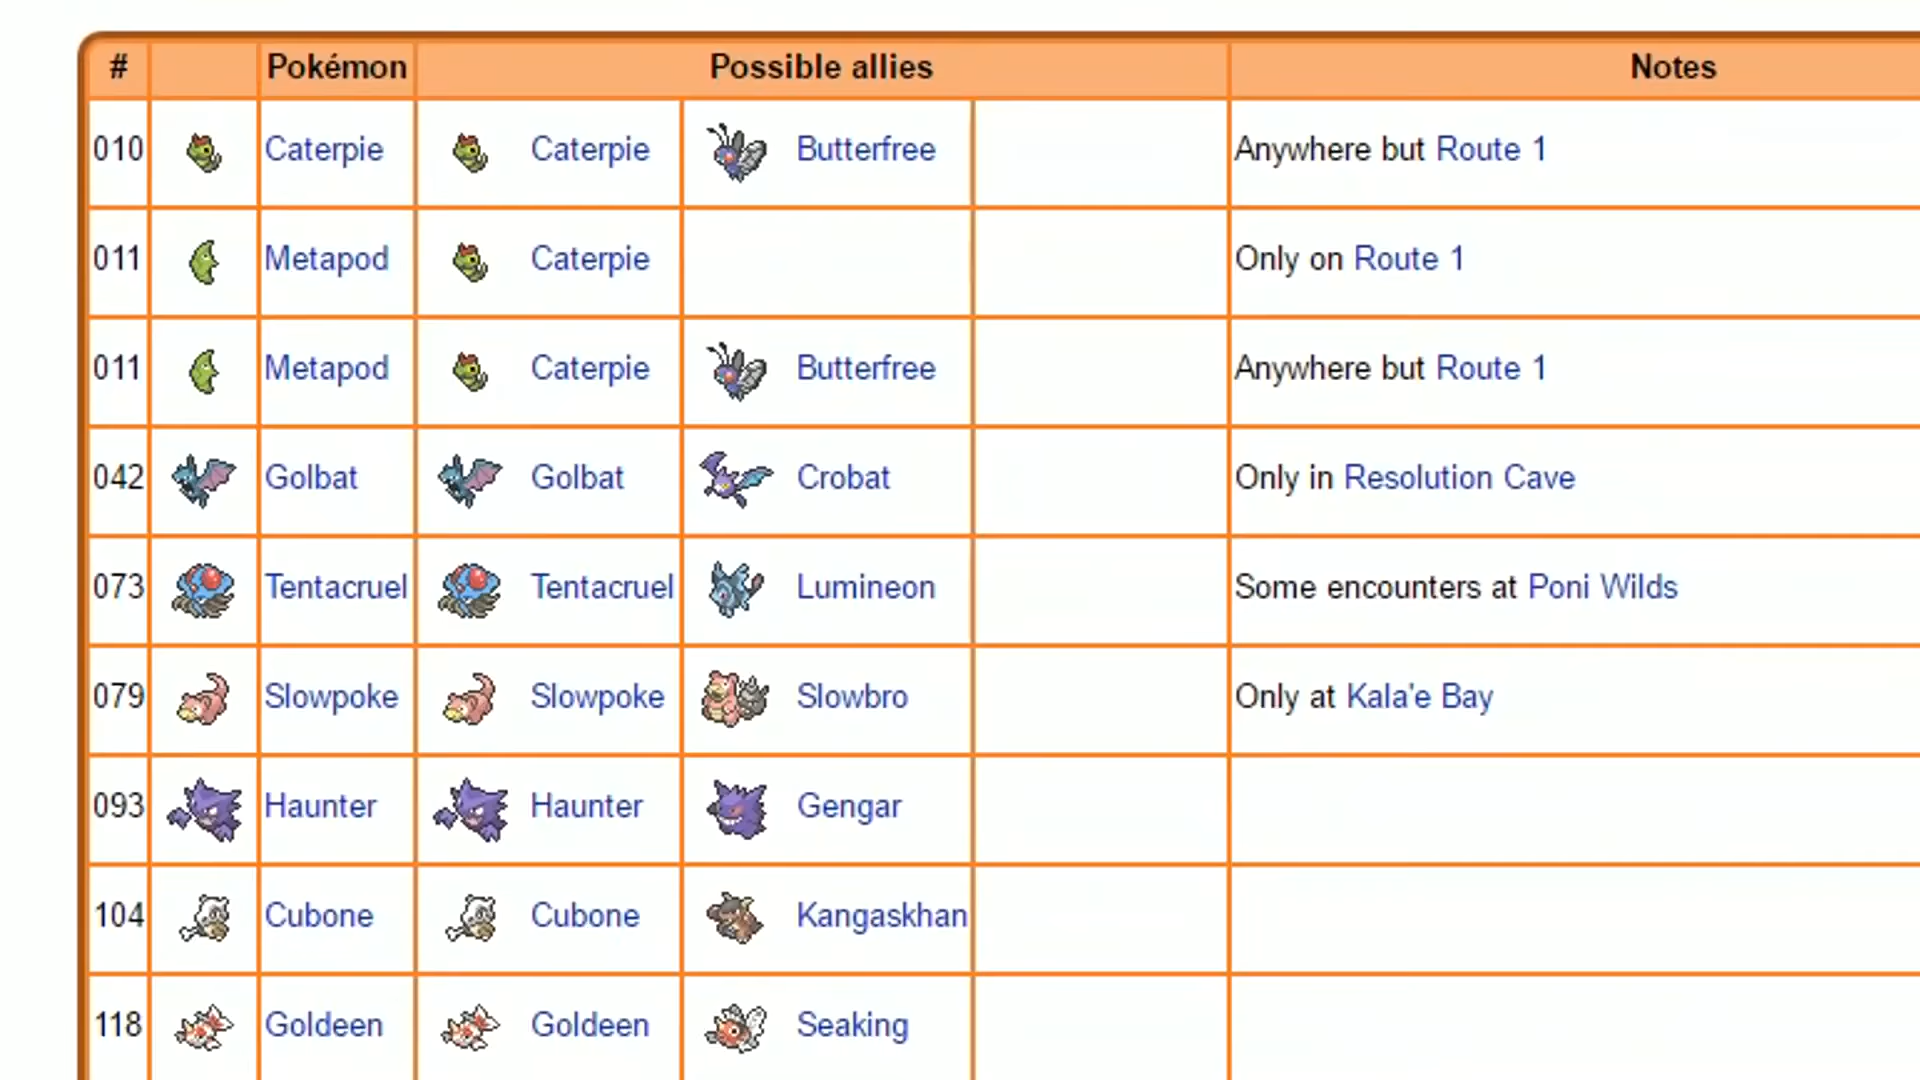 # Pokémon Possible allies Notes
010 Caterpie Caterpie Butterfree Anywhere but Route 1
011 Metapod Caterpie Only on Route 1
011 Metapod Caterpie Butterfree Anywhere but Route 1
042 Golbat Golbat Crobat Only in Resolution Cave
073 Tentacruel Tentacruel Lumineon Some encounters at Poni Wilds
079 Slowpoke Slowpoke Slowbro Only at Kala'e Bay
093 Haunter Haunter Gengar
104 Cubone Cubone Kangaskhan
118 Goldeen Goldeen Seaking